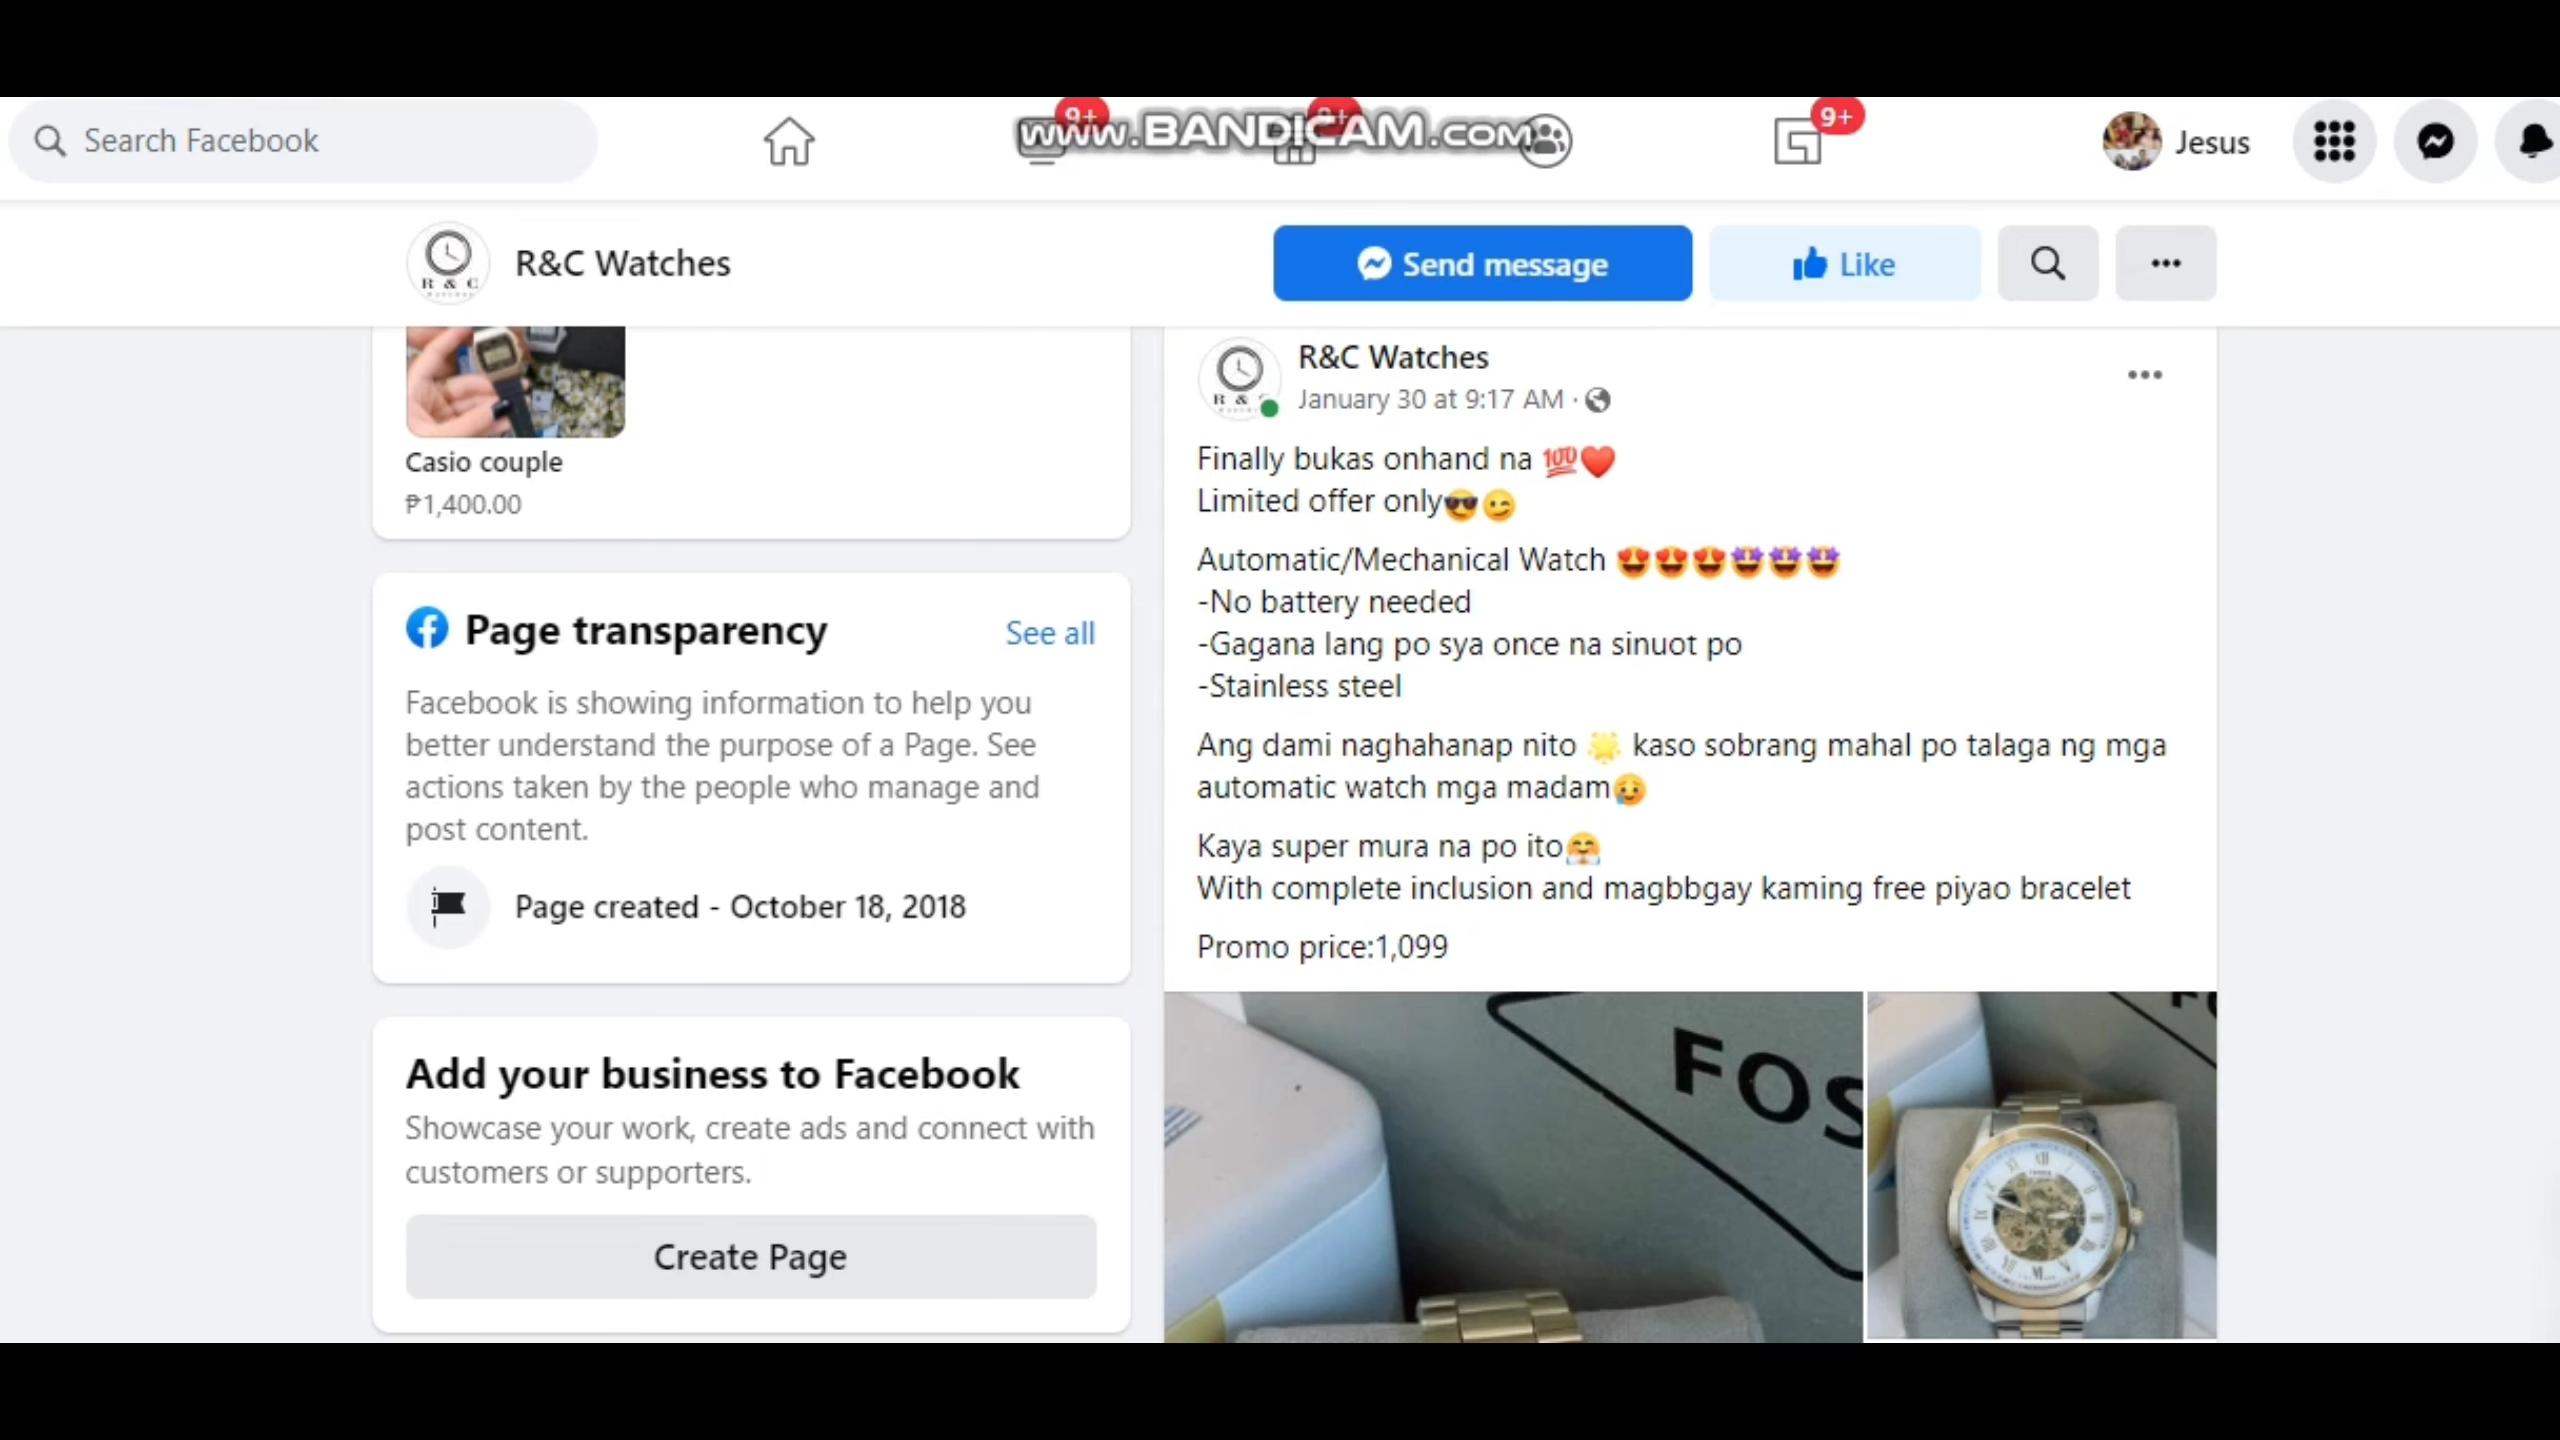 www.BANDICAM.com
Search Facebook
9+
9+
9+
Jesus
R&C Watches
Send message
Like
R & C
Casio couple
₱1,400.00
Page transparency
See all
Facebook is showing information to help you
better understand the purpose of a Page. See
actions taken by the people who manage and
post content.
Page created - October 18, 2018
Add your business to Facebook
Showcase your work, create ads and connect with
customers or supporters.
Create Page
R&C Watches
January 30 at 9:17 AM ·
R &
Finally bukas onhand na 💯❤️
Limited offer only😎😉
Automatic/Mechanical Watch 😍😍😍🤩🤩🤩
-No battery needed
-Gagana lang po sya once na sinuot po
-Stainless steel
Ang dami naghahanap nito 🌟 kaso sobrang mahal po talaga ng mga
automatic watch mga madam😥
Kaya super mura na po ito🤗
With complete inclusion and magbbgay kaming free piyao bracelet
Promo price:1,099
FOS